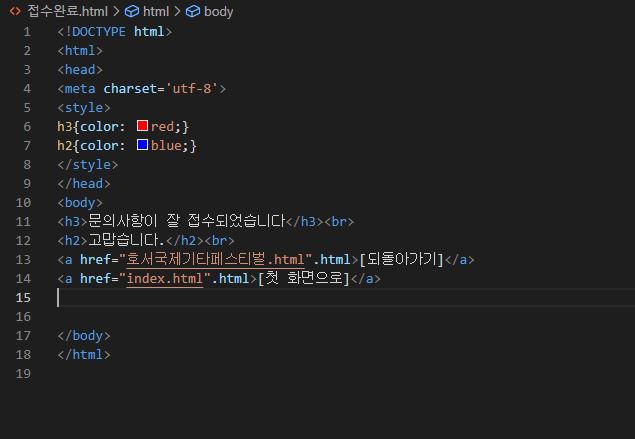 접수완료.html > html > body
1 <!DOCTYPE html>
2 <html>
3 <head>
4 <meta charset='utf-8'>
5 <style>
6 h3{color: red;}
7 h2{color: blue;}
8 </style>
9 </head>
10 <body>
11 <h3>문의사항이 잘 접수되었습니다</h3><br>
12 <h2>고맙습니다.</h2><br>
13 <a href="호서국제기타페스티벌.html".html>[되돌아가기]</a>
14 <a href="index.html".html>[첫 화면으로]</a>
15
16
17 </body>
18 </html>
19